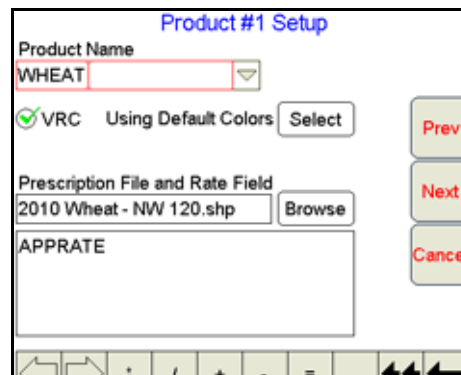 Product #1 Setup
Product Name
WHEAT
VRC Using Default Colors Select
Prev
Prescription File and Rate Field
Next
2010 Wheat - NW 120.shp Browse
APPRATE
Cance